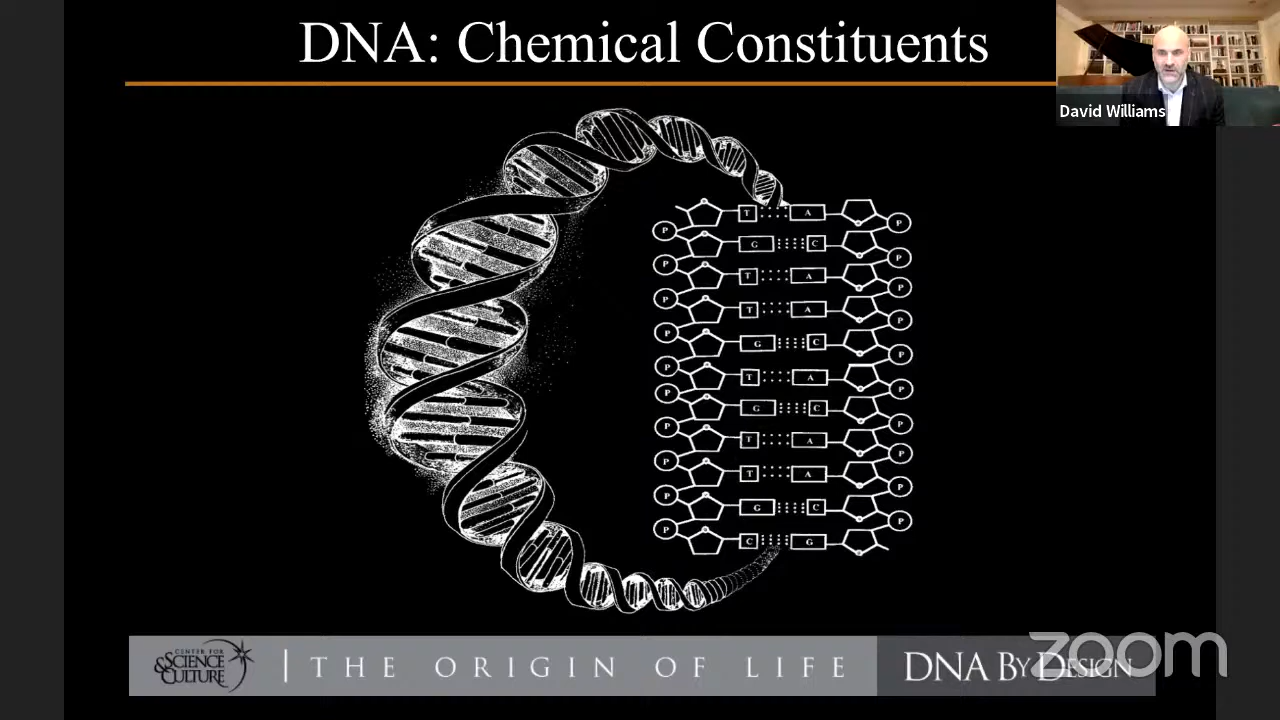 DNA: Chemical Constituents
David Williams
T A
P
G C
P P
T A
P P
T A
P P
G C
P P
T A
P P
G C
P P
T A
P P
T A
P P
G C
P P
C G
P
CENTER FOR
SCIENCE
& CULTURE
THE ORIGIN OF LIFE
DNA BY DESIGN
zoom